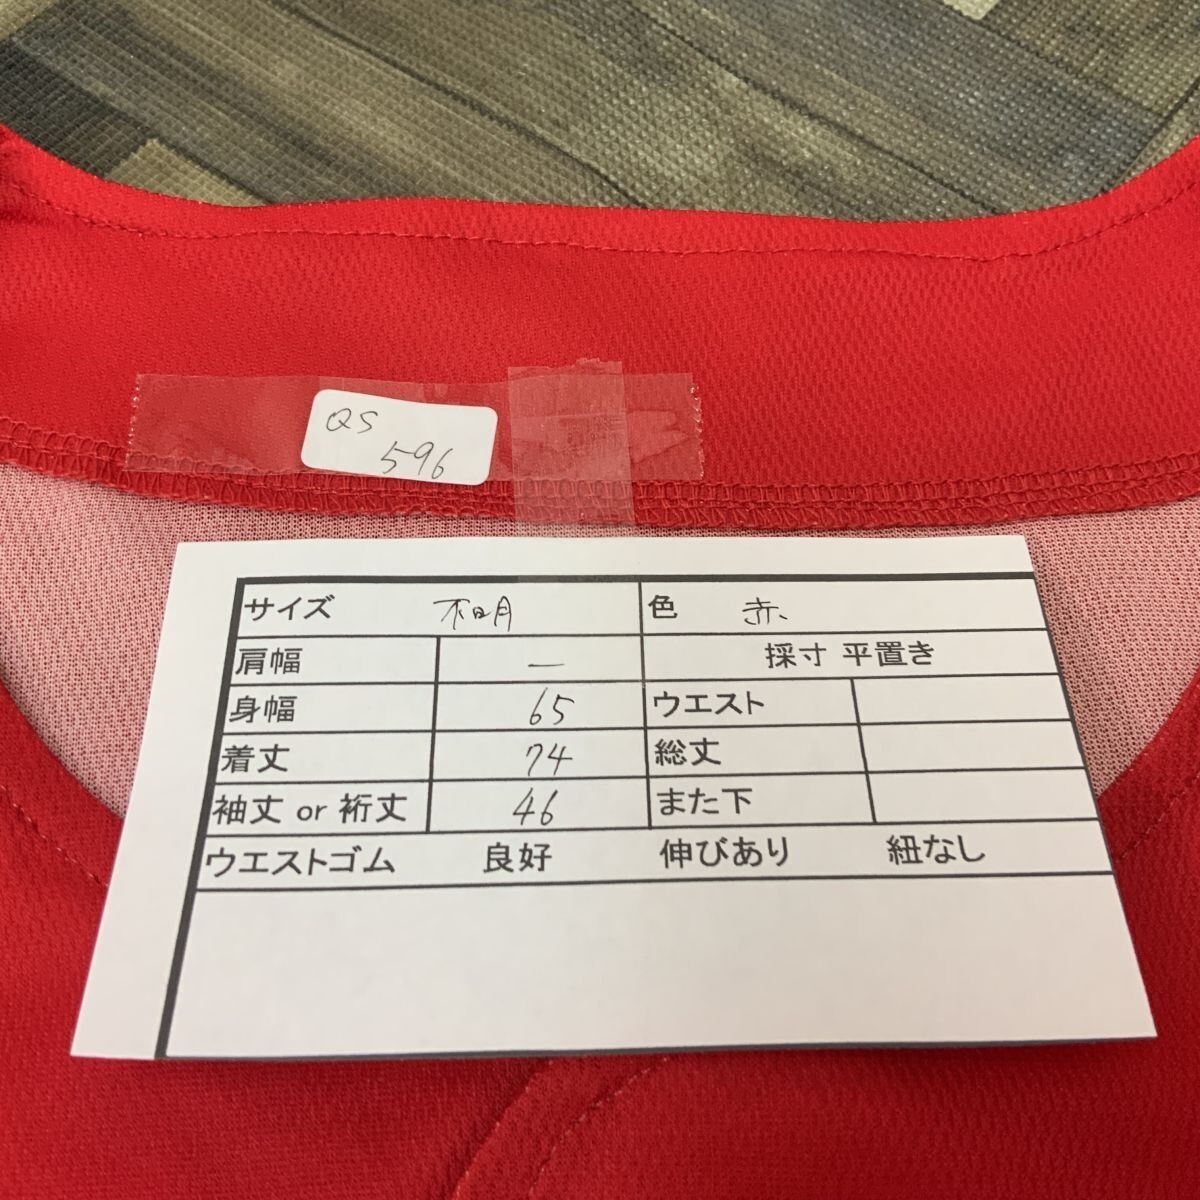 QS
596
サイズ 不明 色 赤
肩幅 — 採寸 平置き
身幅 65 ウエスト
着丈 74 総丈
袖丈 or 裄丈 46 また下
ウエストゴム 良好 伸びあり 紐なし